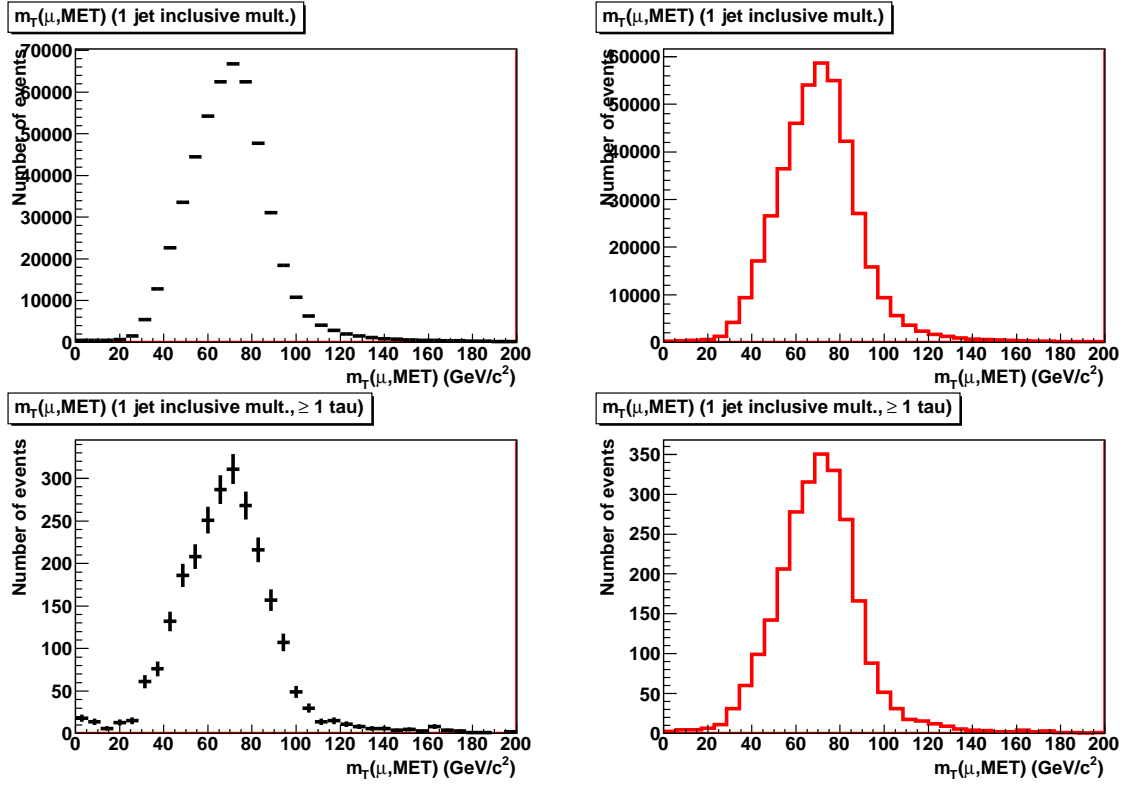 m_T(μ,MET) (1 jet inclusive mult.)
Number of events
70000
60000
50000
40000
30000
20000
10000
0
0 20 40 60 80 100 120 140 160 180 200
m_T(μ,MET) (GeV/c²)
m_T(μ,MET) (1 jet inclusive mult.)
Number of events
60000
50000
40000
30000
20000
10000
0
0 20 40 60 80 100 120 140 160 180 200
m_T(μ,MET) (GeV/c²)
m_T(μ,MET) (1 jet inclusive mult., ≥ 1 tau)
Number of events
300
250
200
150
100
50
0
0 20 40 60 80 100 120 140 160 180 200
m_T(μ,MET) (GeV/c²)
m_T(μ,MET) (1 jet inclusive mult., ≥ 1 tau)
Number of events
350
300
250
200
150
100
50
0
0 20 40 60 80 100 120 140 160 180 200
m_T(μ,MET) (GeV/c²)